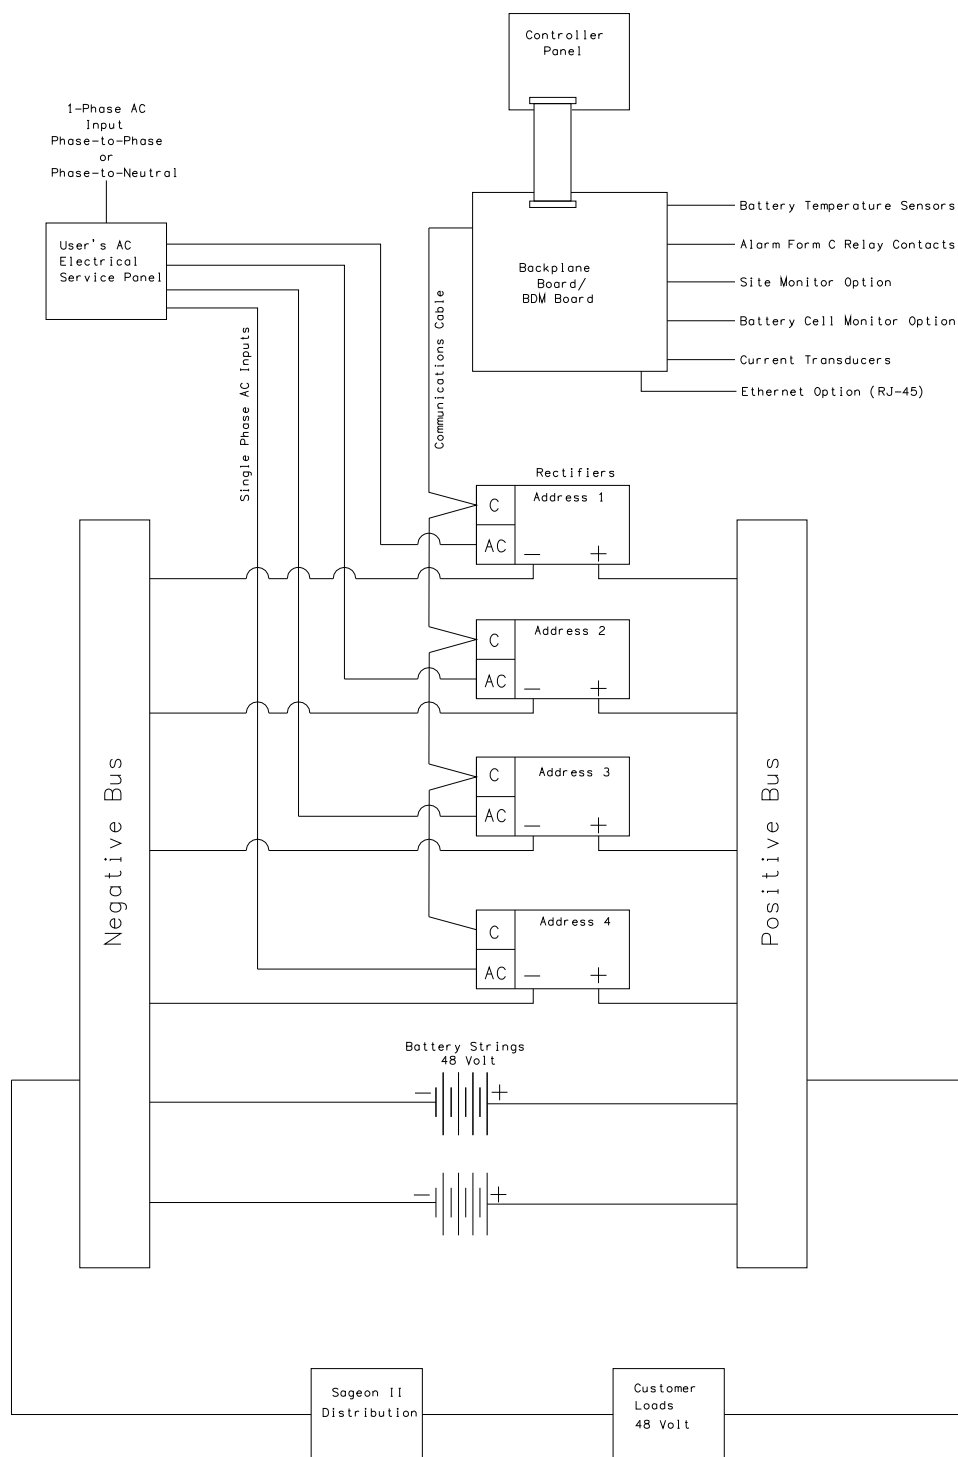 Controller
Panel
1-Phase AC
Input
Phase-to-Phase
or
Phase-to-Neutral
User's AC
Electrical
Service Panel
Backplane
Board/
BDM Board
Battery Temperature Sensors
Alarm Form C Relay Contacts
Site Monitor Option
Battery Cell Monitor Option
Current Transducers
Ethernet Option (RJ-45)
Single Phase AC Inputs
Communications Cable
Rectifiers
C
Address 1
AC
— +
C
Address 2
AC
— +
C
Address 3
AC
— +
C
Address 4
AC
— +
Negative Bus
Positive Bus
Battery Strings
48 Volt
— +
— +
Sageon II
Distribution
Customer
Loads
48 Volt